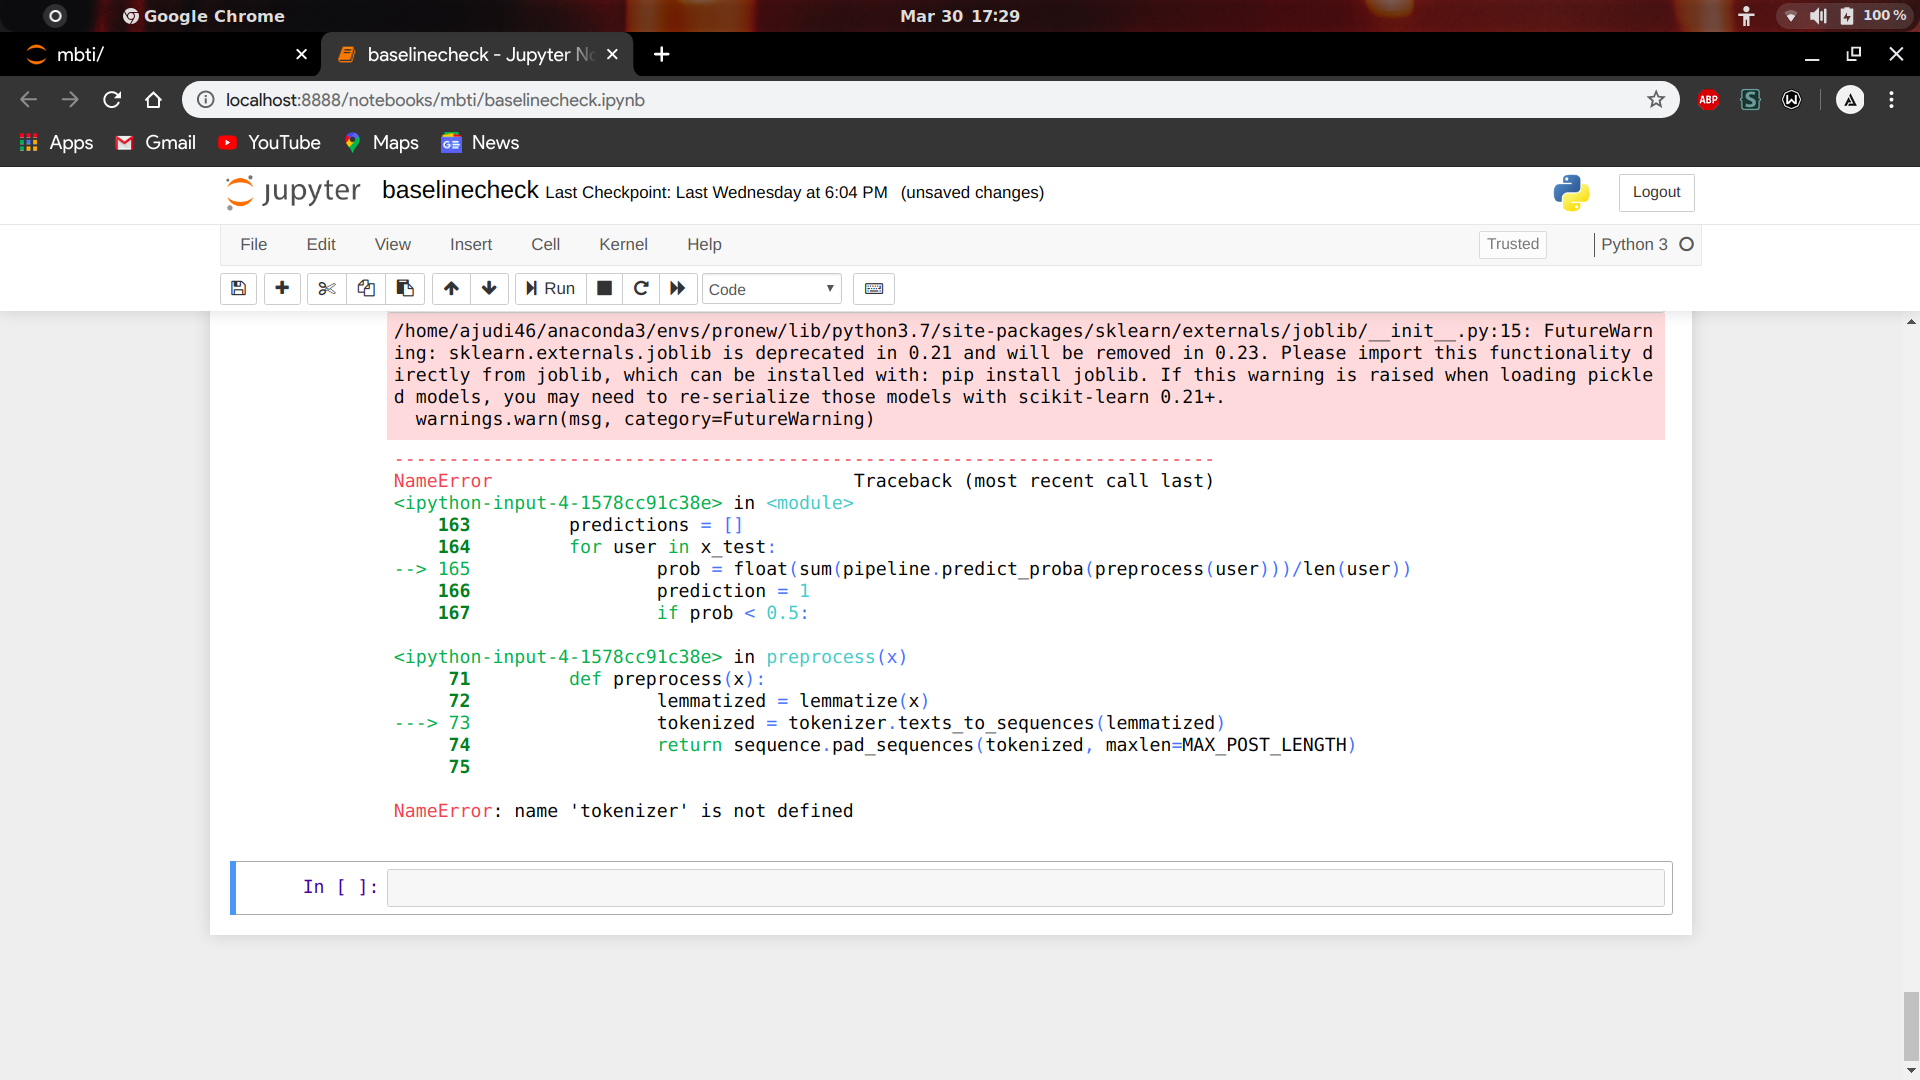 Google Chrome
Mar 30 17:29
100 %
mbti/
baselinecheck - Jupyter No
localhost:8888/notebooks/mbti/baselinecheck.ipynb
ABP
Apps
Gmail
YouTube
Maps
News
jupyter
baselinecheck Last Checkpoint: Last Wednesday at 6:04 PM (unsaved changes)
Logout
File Edit View Insert Cell Kernel Help
Trusted
Python 3
Run
Code
/home/ajudi46/anaconda3/envs/pronew/lib/python3.7/site-packages/sklearn/externals/joblib/__init__.py:15: FutureWarn
ing: sklearn.externals.joblib is deprecated in 0.21 and will be removed in 0.23. Please import this functionality d
irectly from joblib, which can be installed with: pip install joblib. If this warning is raised when loading pickle
d models, you may need to re-serialize those models with scikit-learn 0.21+.
  warnings.warn(msg, category=FutureWarning)
---------------------------------------------------------------------------
NameError                                 Traceback (most recent call last)
<ipython-input-4-1578cc91c38e> in <module>
    163         predictions = []
    164         for user in x_test:
--> 165                 prob = float(sum(pipeline.predict_proba(preprocess(user)))/len(user))
    166                 prediction = 1
    167                 if prob < 0.5:
<ipython-input-4-1578cc91c38e> in preprocess(x)
     71         def preprocess(x):
     72                 lemmatized = lemmatize(x)
---> 73                 tokenized = tokenizer.texts_to_sequences(lemmatized)
     74                 return sequence.pad_sequences(tokenized, maxlen=MAX_POST_LENGTH)
     75
NameError: name 'tokenizer' is not defined
In [ ]: